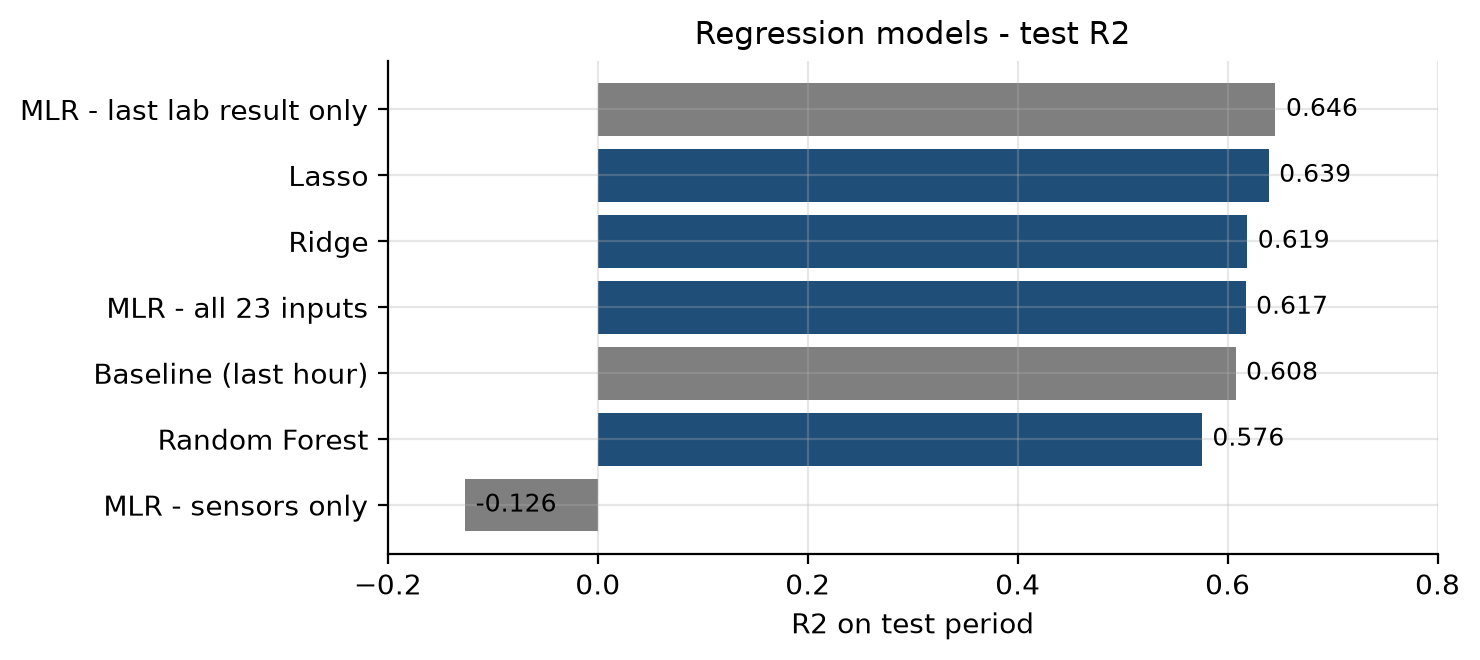 Regression models - test R2
MLR - last lab result only 0.646
Lasso 0.639
Ridge 0.619
MLR - all 23 inputs 0.617
Baseline (last hour) 0.608
Random Forest 0.576
MLR - sensors only -0.126
−0.2 0.0 0.2 0.4 0.6 0.8
R2 on test period